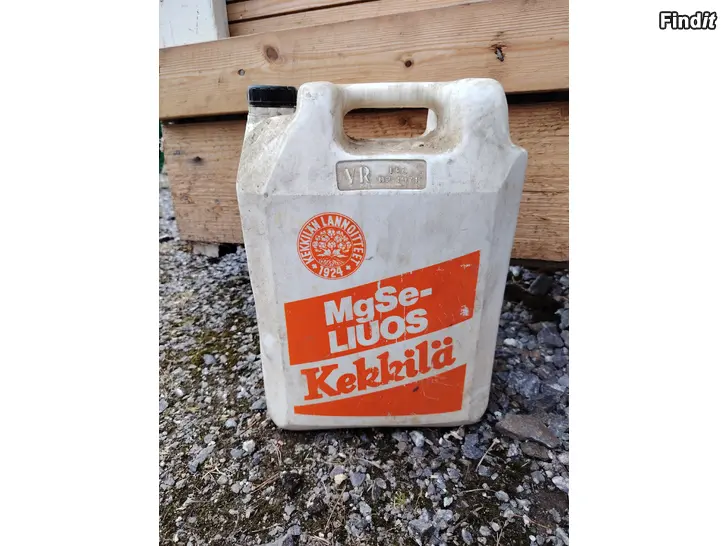 Findit
VR
KEKKILÄN LANNOITTEET
1924
MgSe-
LIUOS
Kekkilä